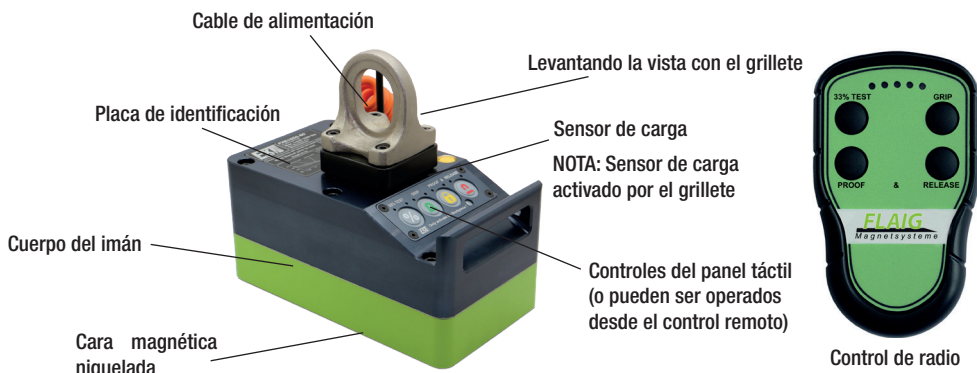 Cable de alimentación
Levantando la vista con el grillete
Placa de identificación
Sensor de carga
NOTA: Sensor de carga
activado por el grillete
Cuerpo del imán
Controles del panel táctil
(o pueden ser operados
desde el control remoto)
Cara magnética
niquelada
33% TEST
GRIP
PROOF
&
RELEASE
FLAIG
Magnetsysteme
Control de radio